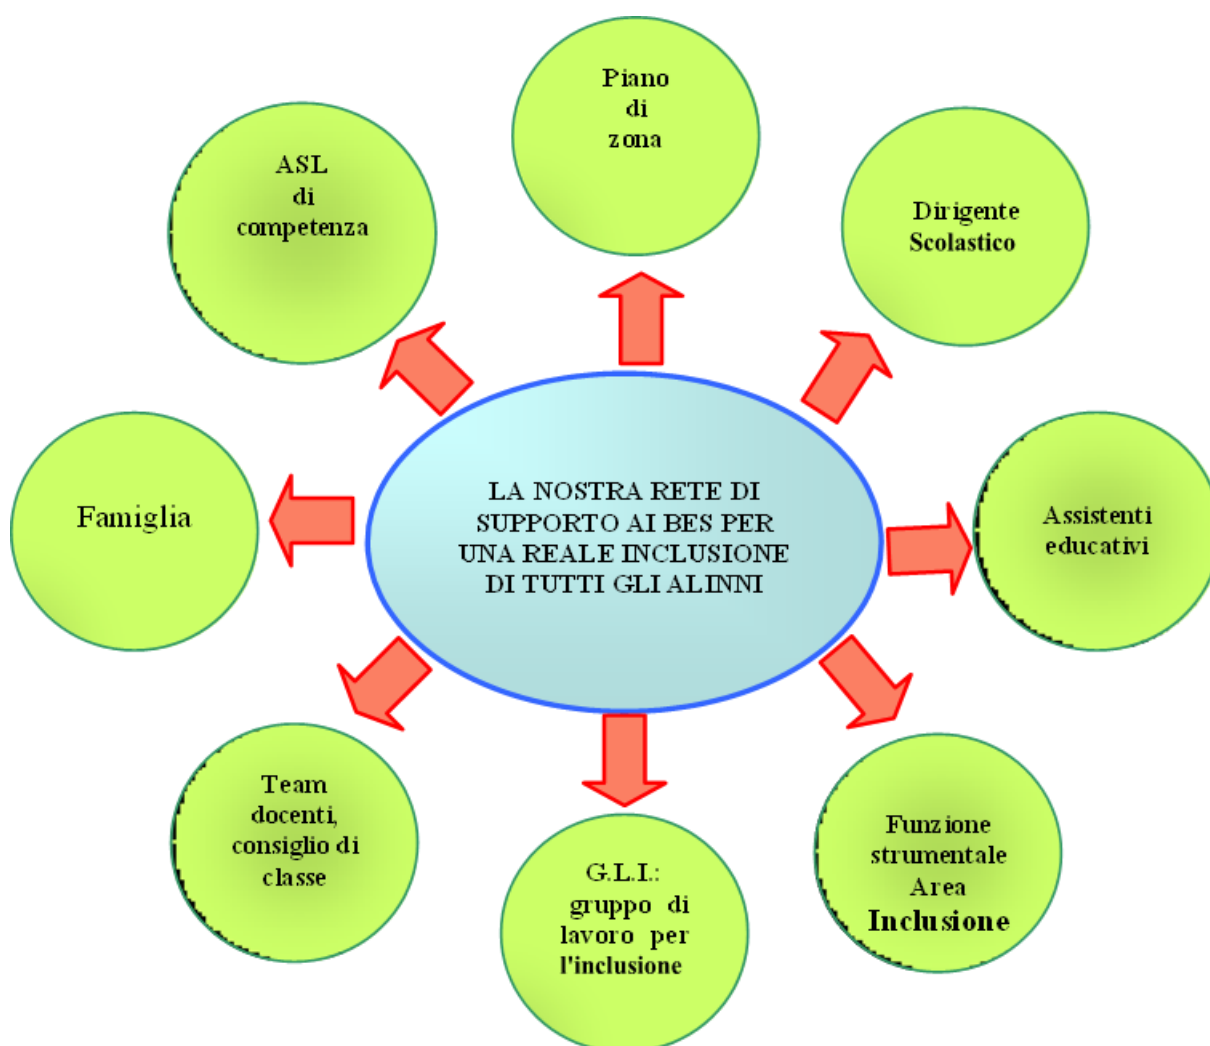 Piano
di
zona
ASL
di
competenza
Dirigente
Scolastico
Famiglia
LA NOSTRA RETE DI
SUPPORTO AI BES PER
UNA REALE INCLUSIONE
DI TUTTI GLI ALINNI
Assistenti
educativi
Team
docenti,
consiglio di
classe
G.L.I.:
gruppo di
lavoro per
l'inclusione
Funzione
strumentale
Area
Inclusione